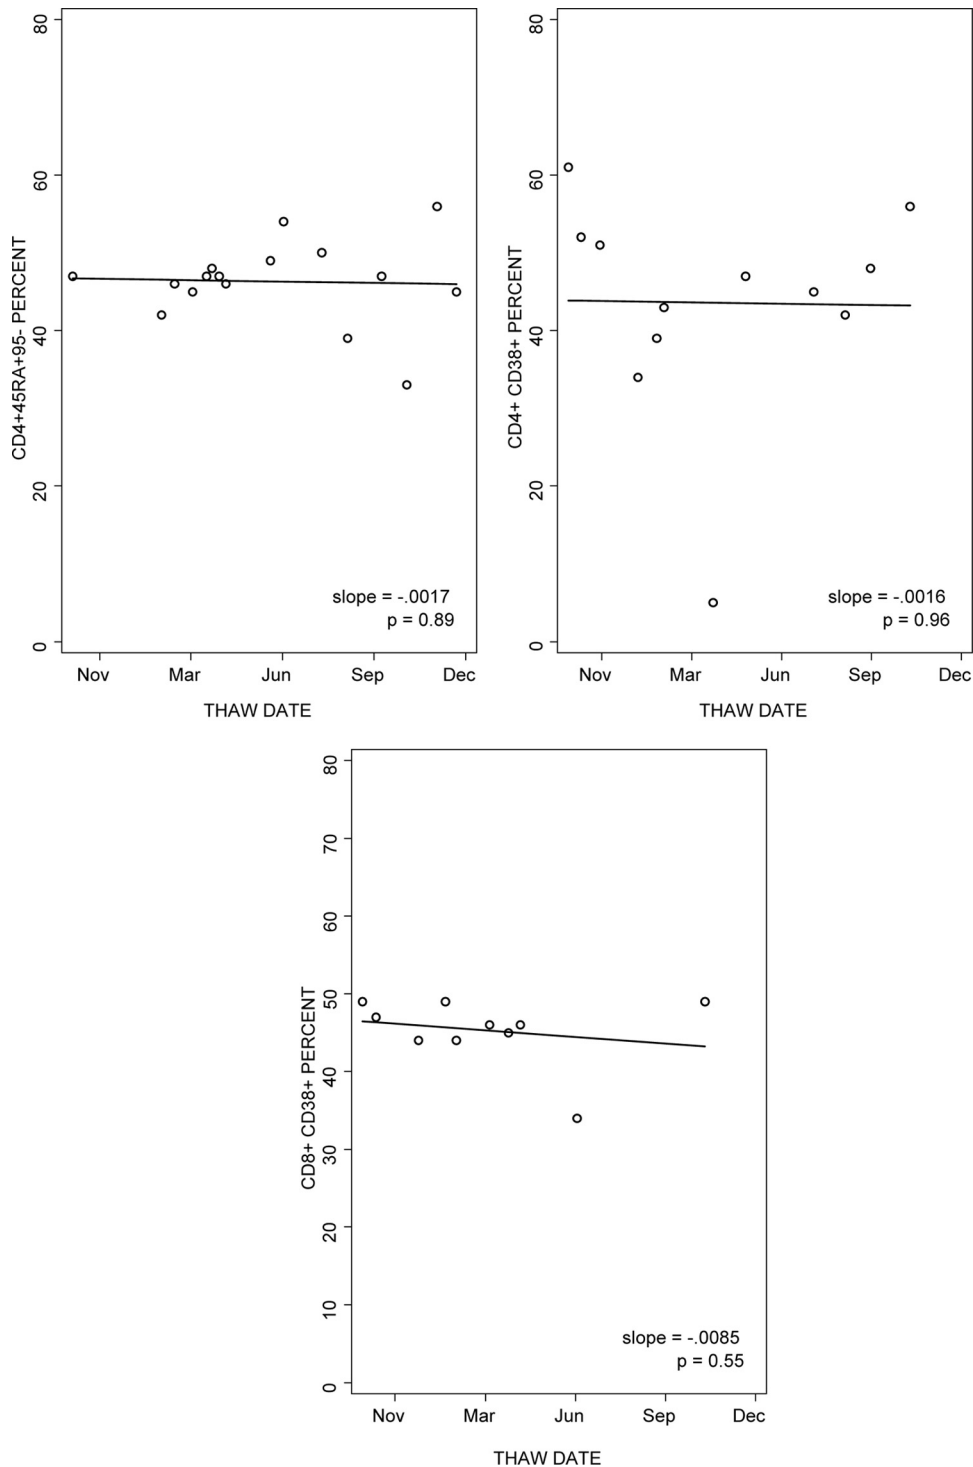 CD4+45RA+95- PERCENT
80
60
40
20
0
slope = -.0017
p = 0.89
Nov Mar Jun Sep Dec
THAW DATE
CD4+ CD38+ PERCENT
80
60
40
20
0
slope = -.0016
p = 0.96
Nov Mar Jun Sep Dec
THAW DATE
CD8+ CD38+ PERCENT
80
70
60
50
40
30
20
10
0
slope = -.0085
p = 0.55
Nov Mar Jun Sep Dec
THAW DATE